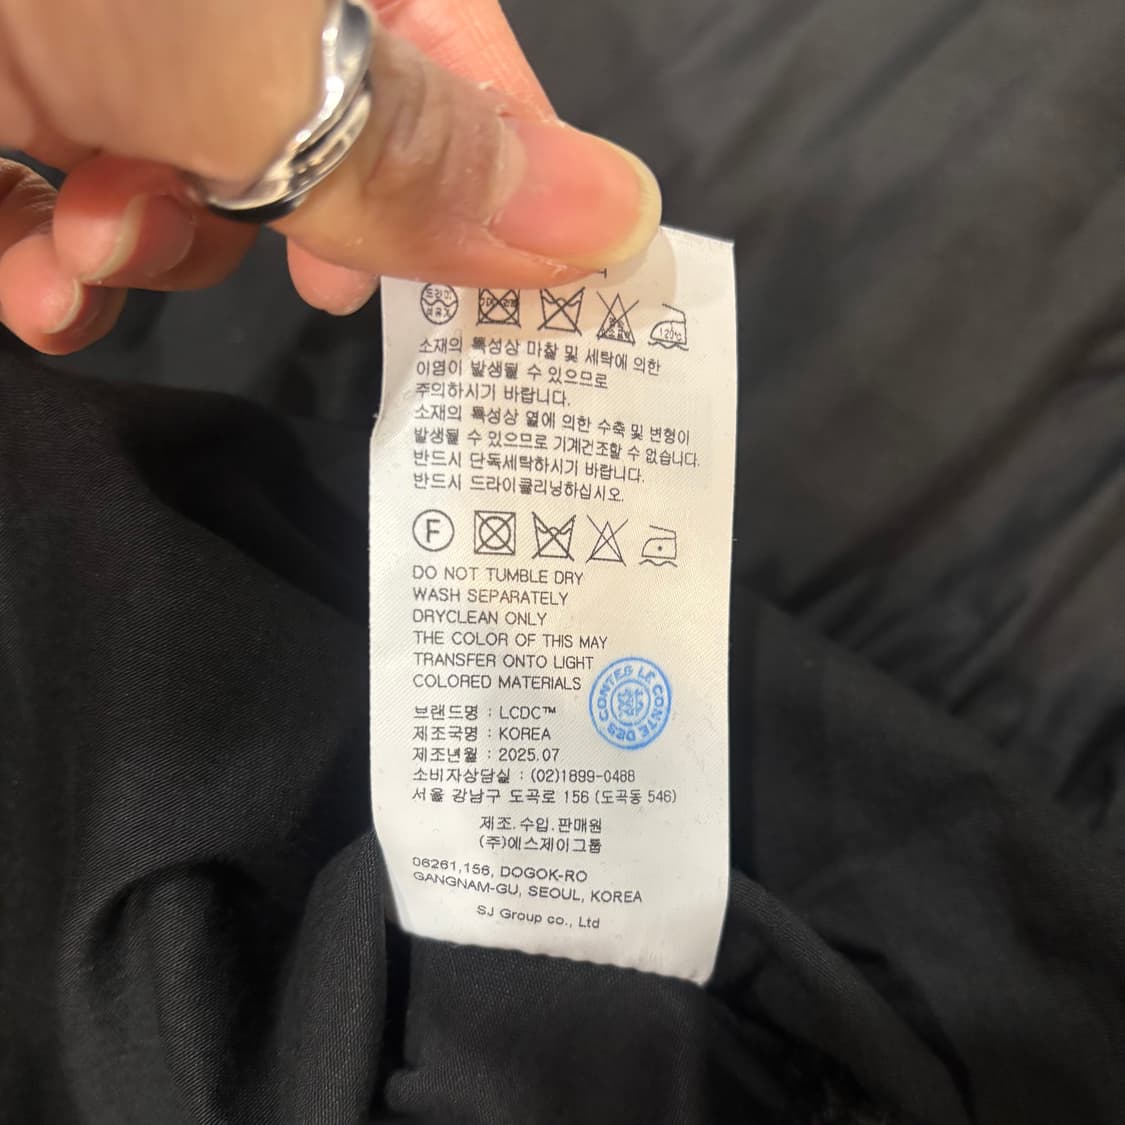 드라이
120℃
소재의 특성상 마찰 및 세탁에 의한
이염이 발생될 수 있으므로
주의하시기 바랍니다.
소재의 특성상 열에 의한 수축 및 변형이
발생될 수 있으므로 기계건조할 수 없습니다.
반드시 단독세탁하시기 바랍니다.
반드시 드라이클리닝하십시오.
F
DO NOT TUMBLE DRY
WASH SEPARATELY
DRYCLEAN ONLY
THE COLOR OF THIS MAY
TRANSFER ONTO LIGHT
COLORED MATERIALS
LE CONTE DES CONTES
브랜드명 : LCDC™
제조국명 : KOREA
제조년월 : 2025.07
소비자상담실 : (02)1899-0488
서울 강남구 도곡로 156 (도곡동 546)
제조.수입.판매원
(주)에스제이그룹
06261,156, DOGOK-RO
GANGNAM-GU, SEOUL, KOREA
SJ Group co., Ltd